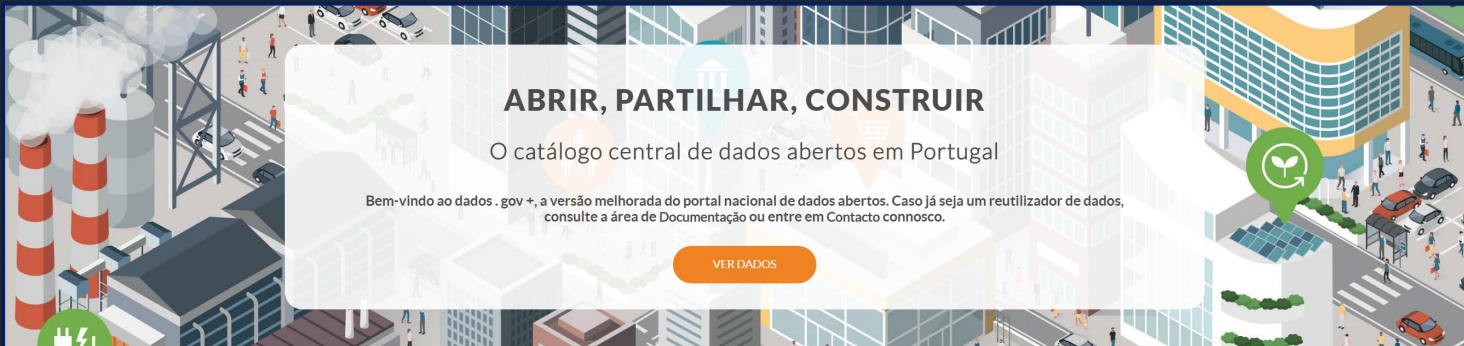 ABRIR, PARTILHAR, CONSTRUIR
O catálogo central de dados abertos em Portugal
Bem-vindo ao dados . gov +, a versão melhorada do portal nacional de dados abertos. Caso já seja um reutilizador de dados,
consulte a área de Documentação ou entre em Contacto connosco.
VER DADOS